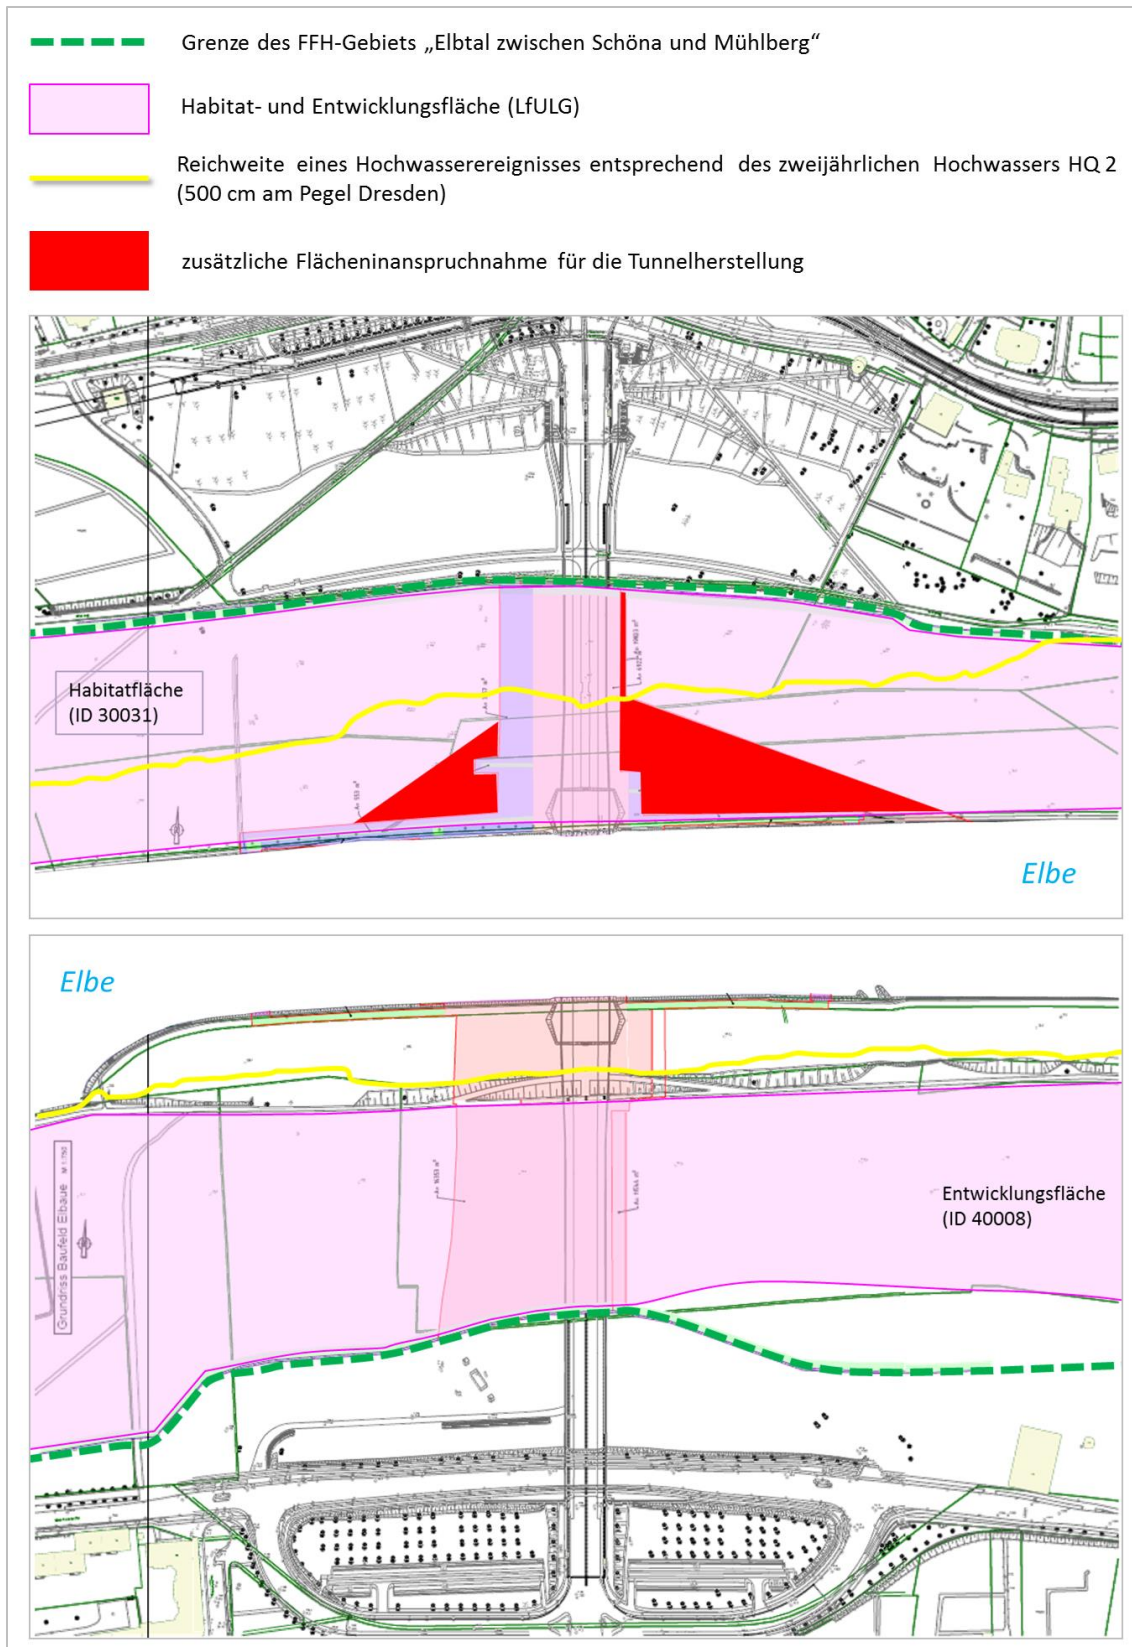 Grenze des FFH-Gebiets „Elbtal zwischen Schöna und Mühlberg“
Habitat- und Entwicklungsfläche (LfULG)
Reichweite eines Hochwasserereignisses entsprechend des zweijährlichen Hochwassers HQ 2
(500 cm am Pegel Dresden)
zusätzliche Flächeninanspruchnahme für die Tunnelherstellung
Habitatfläche
(ID 30031)
Elbe
Elbe
Grundriss Baufeld Elbaue M 1:750
Entwicklungsfläche
(ID 40008)